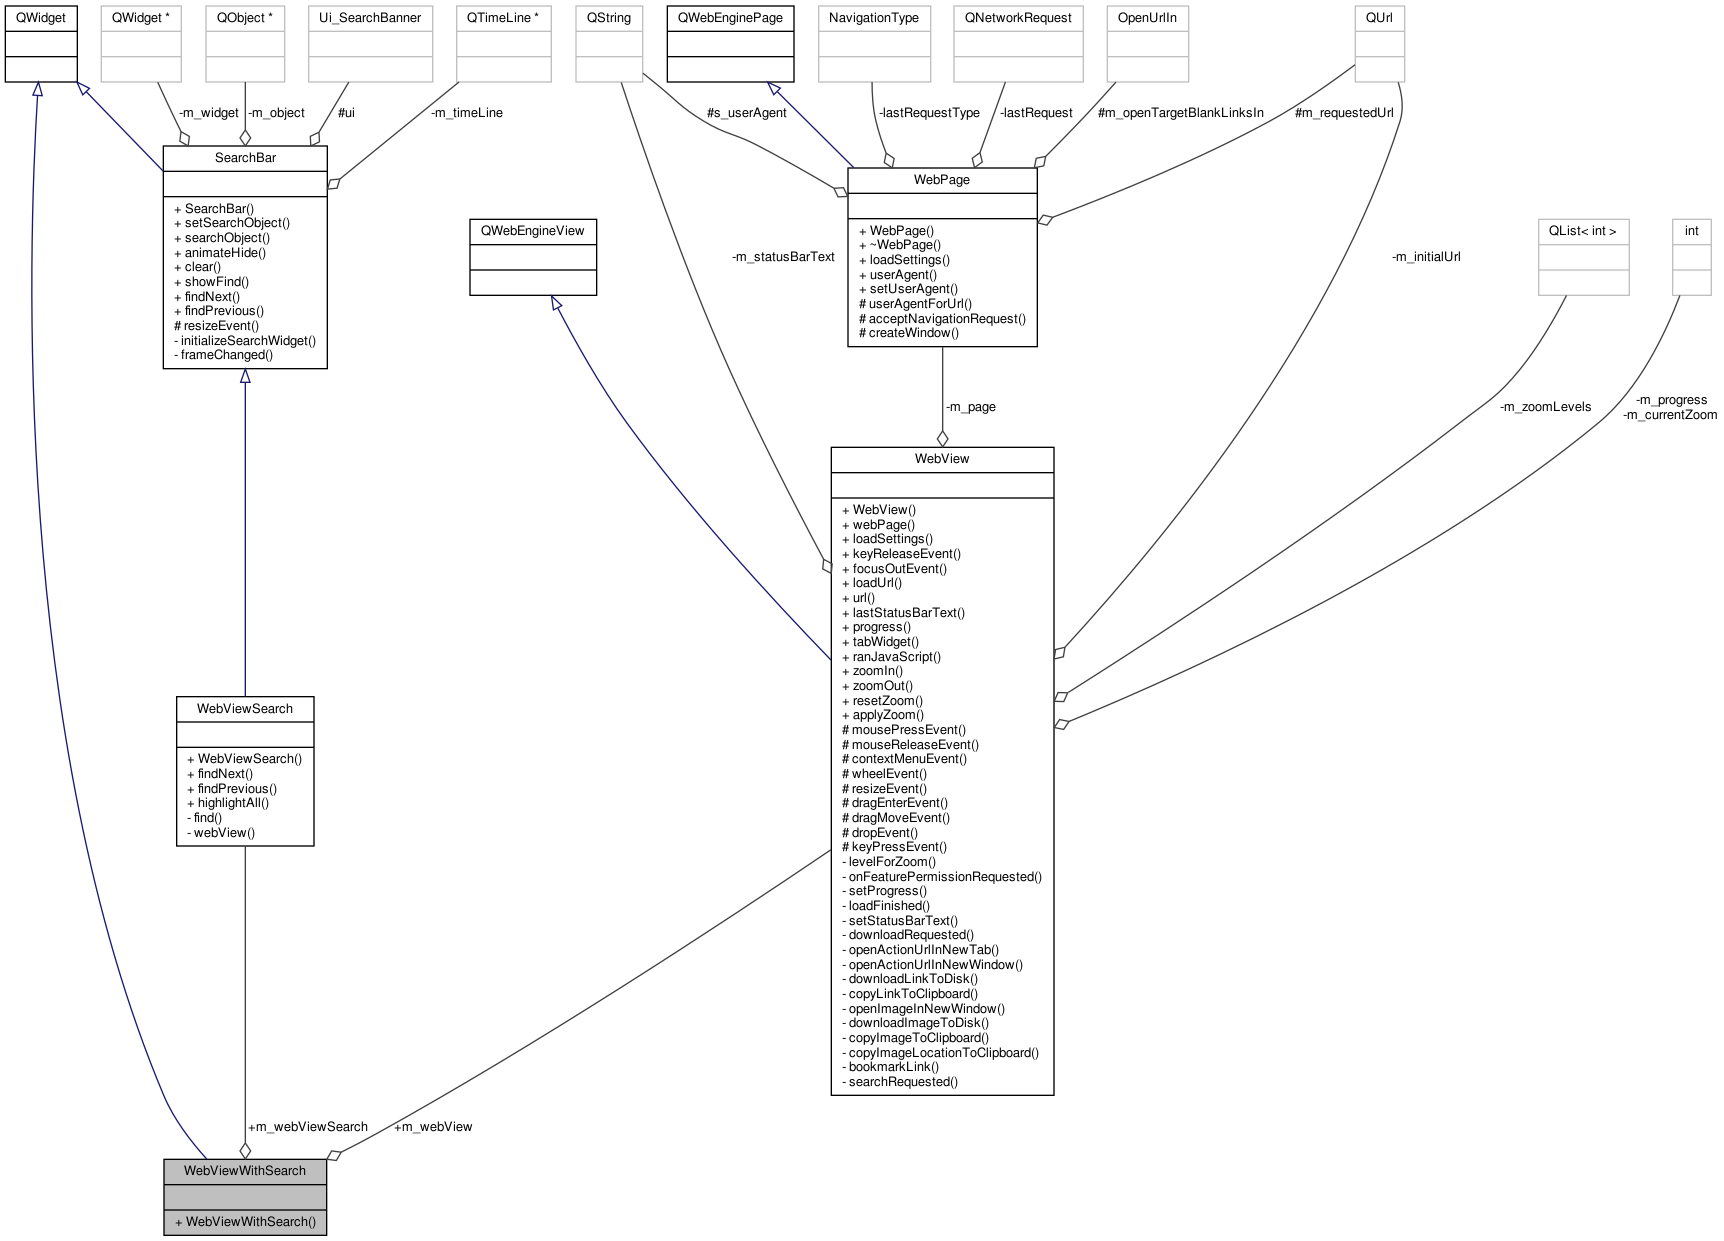 QWidget
QWidget *
QObject *
Ui_SearchBanner
QTimeLine *
QString
QWebEnginePage
NavigationType
QNetworkRequest
OpenUrlIn
QUrl
-m_widget
-m_object
#ui
-m_timeLine
#s_userAgent
-lastRequestType
-lastRequest
#m_openTargetBlankLinksIn
#m_requestedUrl
SearchBar
+ SearchBar()
+ setSearchObject()
+ searchObject()
+ animateHide()
+ clear()
+ showFind()
+ findNext()
+ findPrevious()
# resizeEvent()
- initializeSearchWidget()
- frameChanged()
WebPage
+ WebPage()
+ ~WebPage()
+ loadSettings()
+ userAgent()
+ setUserAgent()
# userAgentForUrl()
# acceptNavigationRequest()
# createWindow()
QWebEngineView
QList< int >
int
-m_statusBarText
-m_initialUrl
-m_page
-m_zoomLevels
-m_progress
-m_currentZoom
WebView
+ WebView()
+ webPage()
+ loadSettings()
+ keyReleaseEvent()
+ focusOutEvent()
+ loadUrl()
+ url()
+ lastStatusBarText()
+ progress()
+ tabWidget()
+ ranJavaScript()
+ zoomIn()
+ zoomOut()
+ resetZoom()
+ applyZoom()
# mousePressEvent()
# mouseReleaseEvent()
# contextMenuEvent()
# wheelEvent()
# resizeEvent()
# dragEnterEvent()
# dragMoveEvent()
# dropEvent()
# keyPressEvent()
- levelForZoom()
- onFeaturePermissionRequested()
- setProgress()
- loadFinished()
- setStatusBarText()
- downloadRequested()
- openActionUrlInNewTab()
- openActionUrlInNewWindow()
- downloadLinkToDisk()
- copyLinkToClipboard()
- openImageInNewWindow()
- downloadImageToDisk()
- copyImageToClipboard()
- copyImageLocationToClipboard()
- bookmarkLink()
- searchRequested()
WebViewSearch
+ WebViewSearch()
+ findNext()
+ findPrevious()
+ highlightAll()
- find()
- webView()
+m_webViewSearch
+m_webView
WebViewWithSearch
+ WebViewWithSearch()